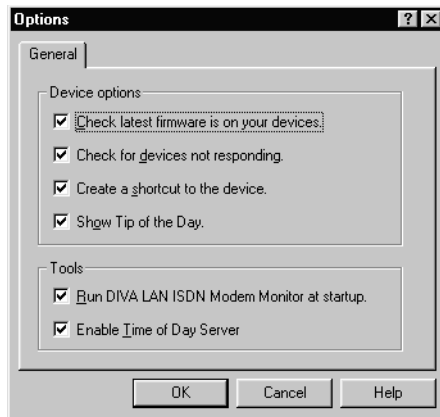 Options
General
Device options
Check latest firmware is on your devices.
Check for devices not responding.
Create a shortcut to the device.
Show Tip of the Day.
Tools
Run DIVA LAN ISDN Modem Monitor at startup.
Enable Time of Day Server
OK Cancel Help